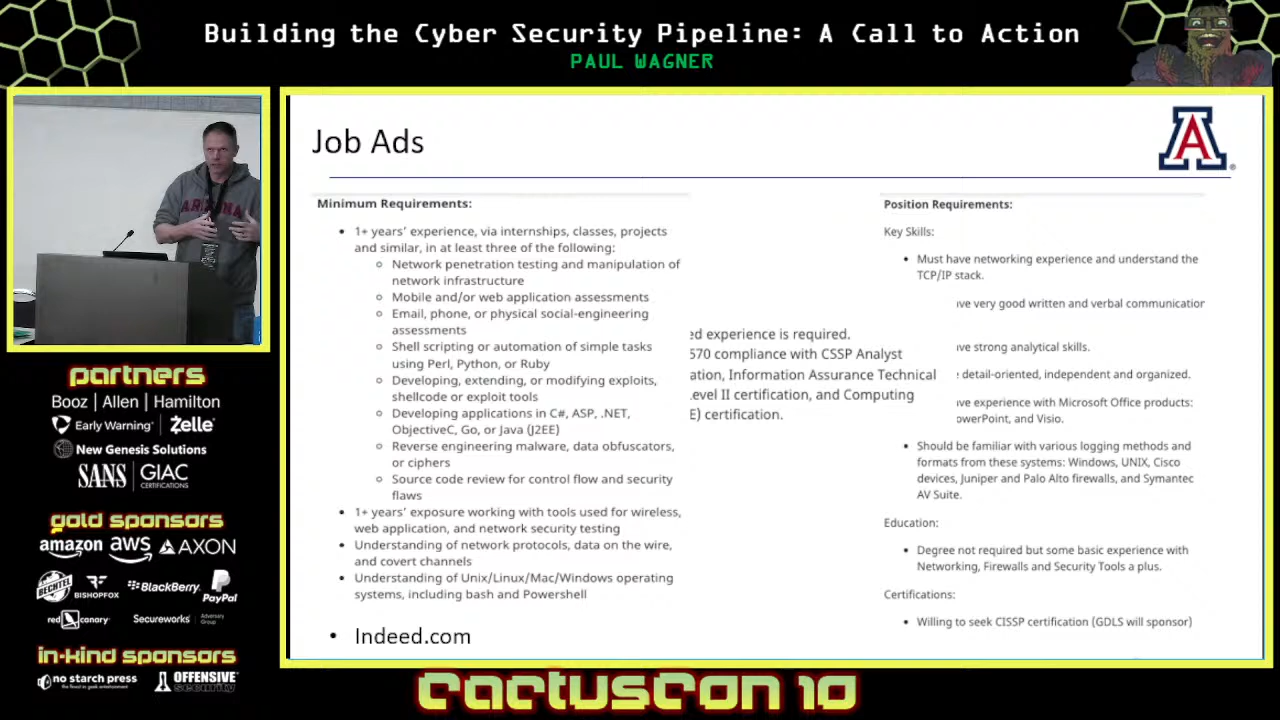 Building the Cyber Security Pipeline: A Call to Action
PAUL WAGNER
ARIZONA
partners
Booz | Allen | Hamilton
Early Warning
Zelle
New Genesis Solutions
SANS
GIAC
CERTIFICATIONS
gold sponsors
amazon
aws
AXON
BECHTEL
BISHOPFOX
BlackBerry
PayPal
red canary
Secureworks
Adversary
Group
in-kind sponsors
no starch press
the finest in geek entertainment
OFFENSIVE
security
Job Ads
A
Minimum Requirements:
• 1+ years' experience, via internships, classes, projects
and similar, in at least three of the following:
Network penetration testing and manipulation of
network infrastructure
Mobile and/or web application assessments
Email, phone, or physical social-engineering
assessments
Shell scripting or automation of simple tasks
using Perl, Python, or Ruby
Developing, extending, or modifying exploits,
shellcode or exploit tools
Developing applications in C#, ASP, .NET,
ObjectiveC, Go, or Java (J2EE)
Reverse engineering malware, data obfuscators,
or ciphers
Source code review for control flow and security
flaws
• 1+ years' exposure working with tools used for wireless,
web application, and network security testing
• Understanding of network protocols, data on the wire,
and covert channels
• Understanding of Unix/Linux/Mac/Windows operating
systems, including bash and Powershell
• Indeed.com
ed experience is required.
570 compliance with CSSP Analyst
ation, Information Assurance Technical
evel II certification, and Computing
E) certification.
Position Requirements:
Key Skills:
• Must have networking experience and understand the
TCP/IP stack.
ve very good written and verbal communication
ve strong analytical skills.
detail-oriented, independent and organized.
ve experience with Microsoft Office products:
owerPoint, and Visio.
• Should be familiar with various logging methods and
formats from these systems: Windows, UNIX, Cisco
devices, Juniper and Palo Alto firewalls, and Symantec
AV Suite.
Education:
• Degree not required but some basic experience with
Networking, Firewalls and Security Tools a plus.
Certifications:
• Willing to seek CISSP certification (GDLS will sponsor)
CactusCon 10